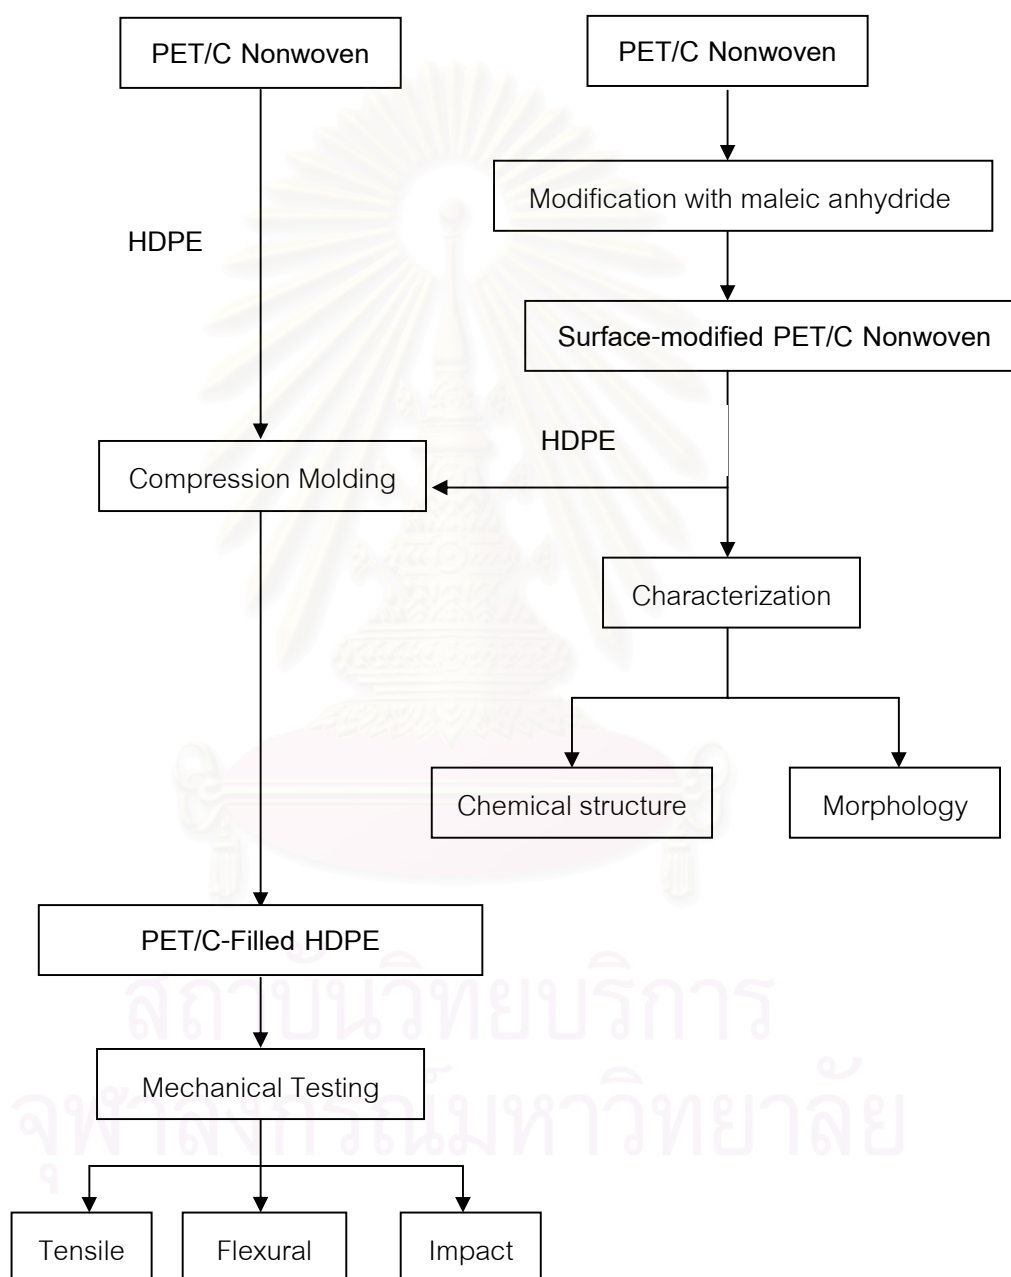 PET/C Nonwoven
PET/C Nonwoven
Modification with maleic anhydride
HDPE
Surface-modified PET/C Nonwoven
HDPE
Compression Molding
Characterization
Chemical structure
Morphology
PET/C-Filled HDPE
สถาบันวิทยบริการ
Mechanical Testing
จุฬาลงกรณ์มหาวิทยาลัย
Tensile
Flexural
Impact